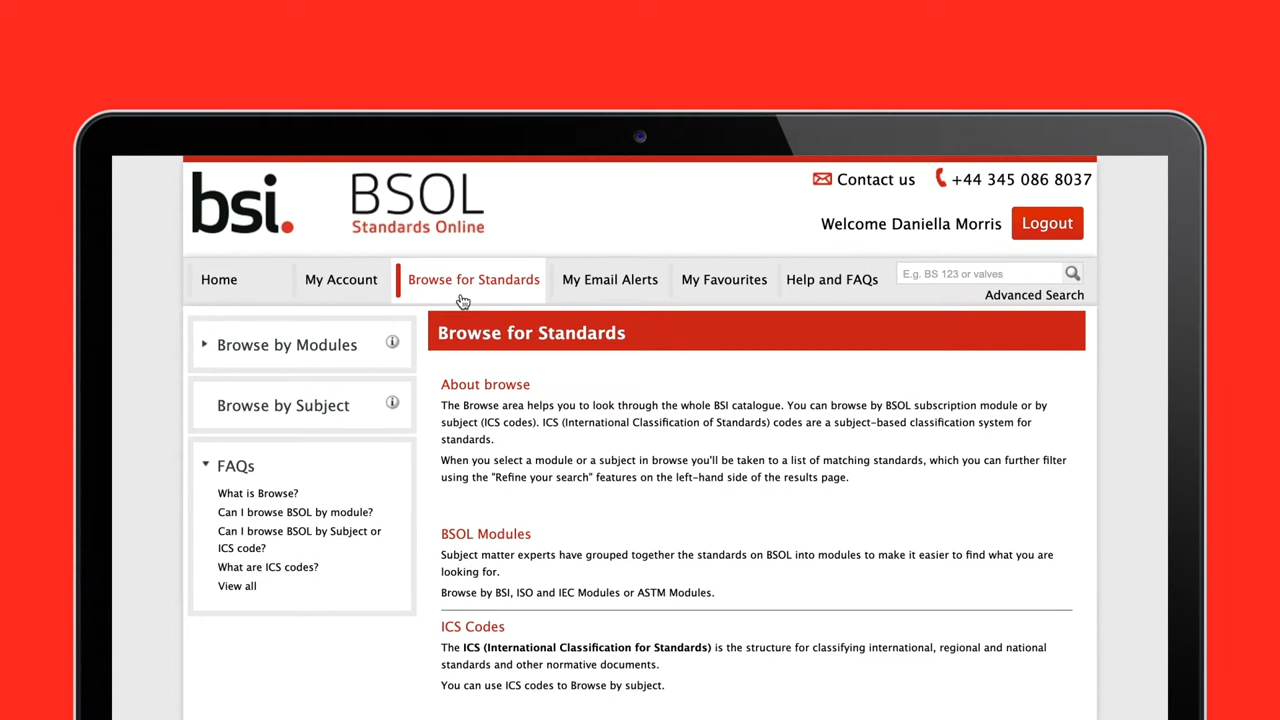 bsi.
BSOL
Standards Online
Contact us
+44 345 086 8037
Welcome Daniella Morris
Logout
Home
My Account
Browse for Standards
My Email Alerts
My Favourites
Help and FAQs
E.g. BS 123 or valves
Advanced Search
Browse by Modules
Browse by Subject
FAQs
What is Browse?
Can I browse BSOL by module?
Can I browse BSOL by Subject or
ICS code?
What are ICS codes?
View all
Browse for Standards
About browse
The Browse area helps you to look through the whole BSI catalogue. You can browse by BSOL subscription module or by
subject (ICS codes). ICS (International Classification of Standards) codes are a subject-based classification system for
standards.
When you select a module or a subject in browse you'll be taken to a list of matching standards, which you can further filter
using the "Refine your search" features on the left-hand side of the results page.
BSOL Modules
Subject matter experts have grouped together the standards on BSOL into modules to make it easier to find what you are
looking for.
Browse by BSI, ISO and IEC Modules or ASTM Modules.
ICS Codes
The ICS (International Classification for Standards) is the structure for classifying international, regional and national
standards and other normative documents.
You can use ICS codes to Browse by subject.